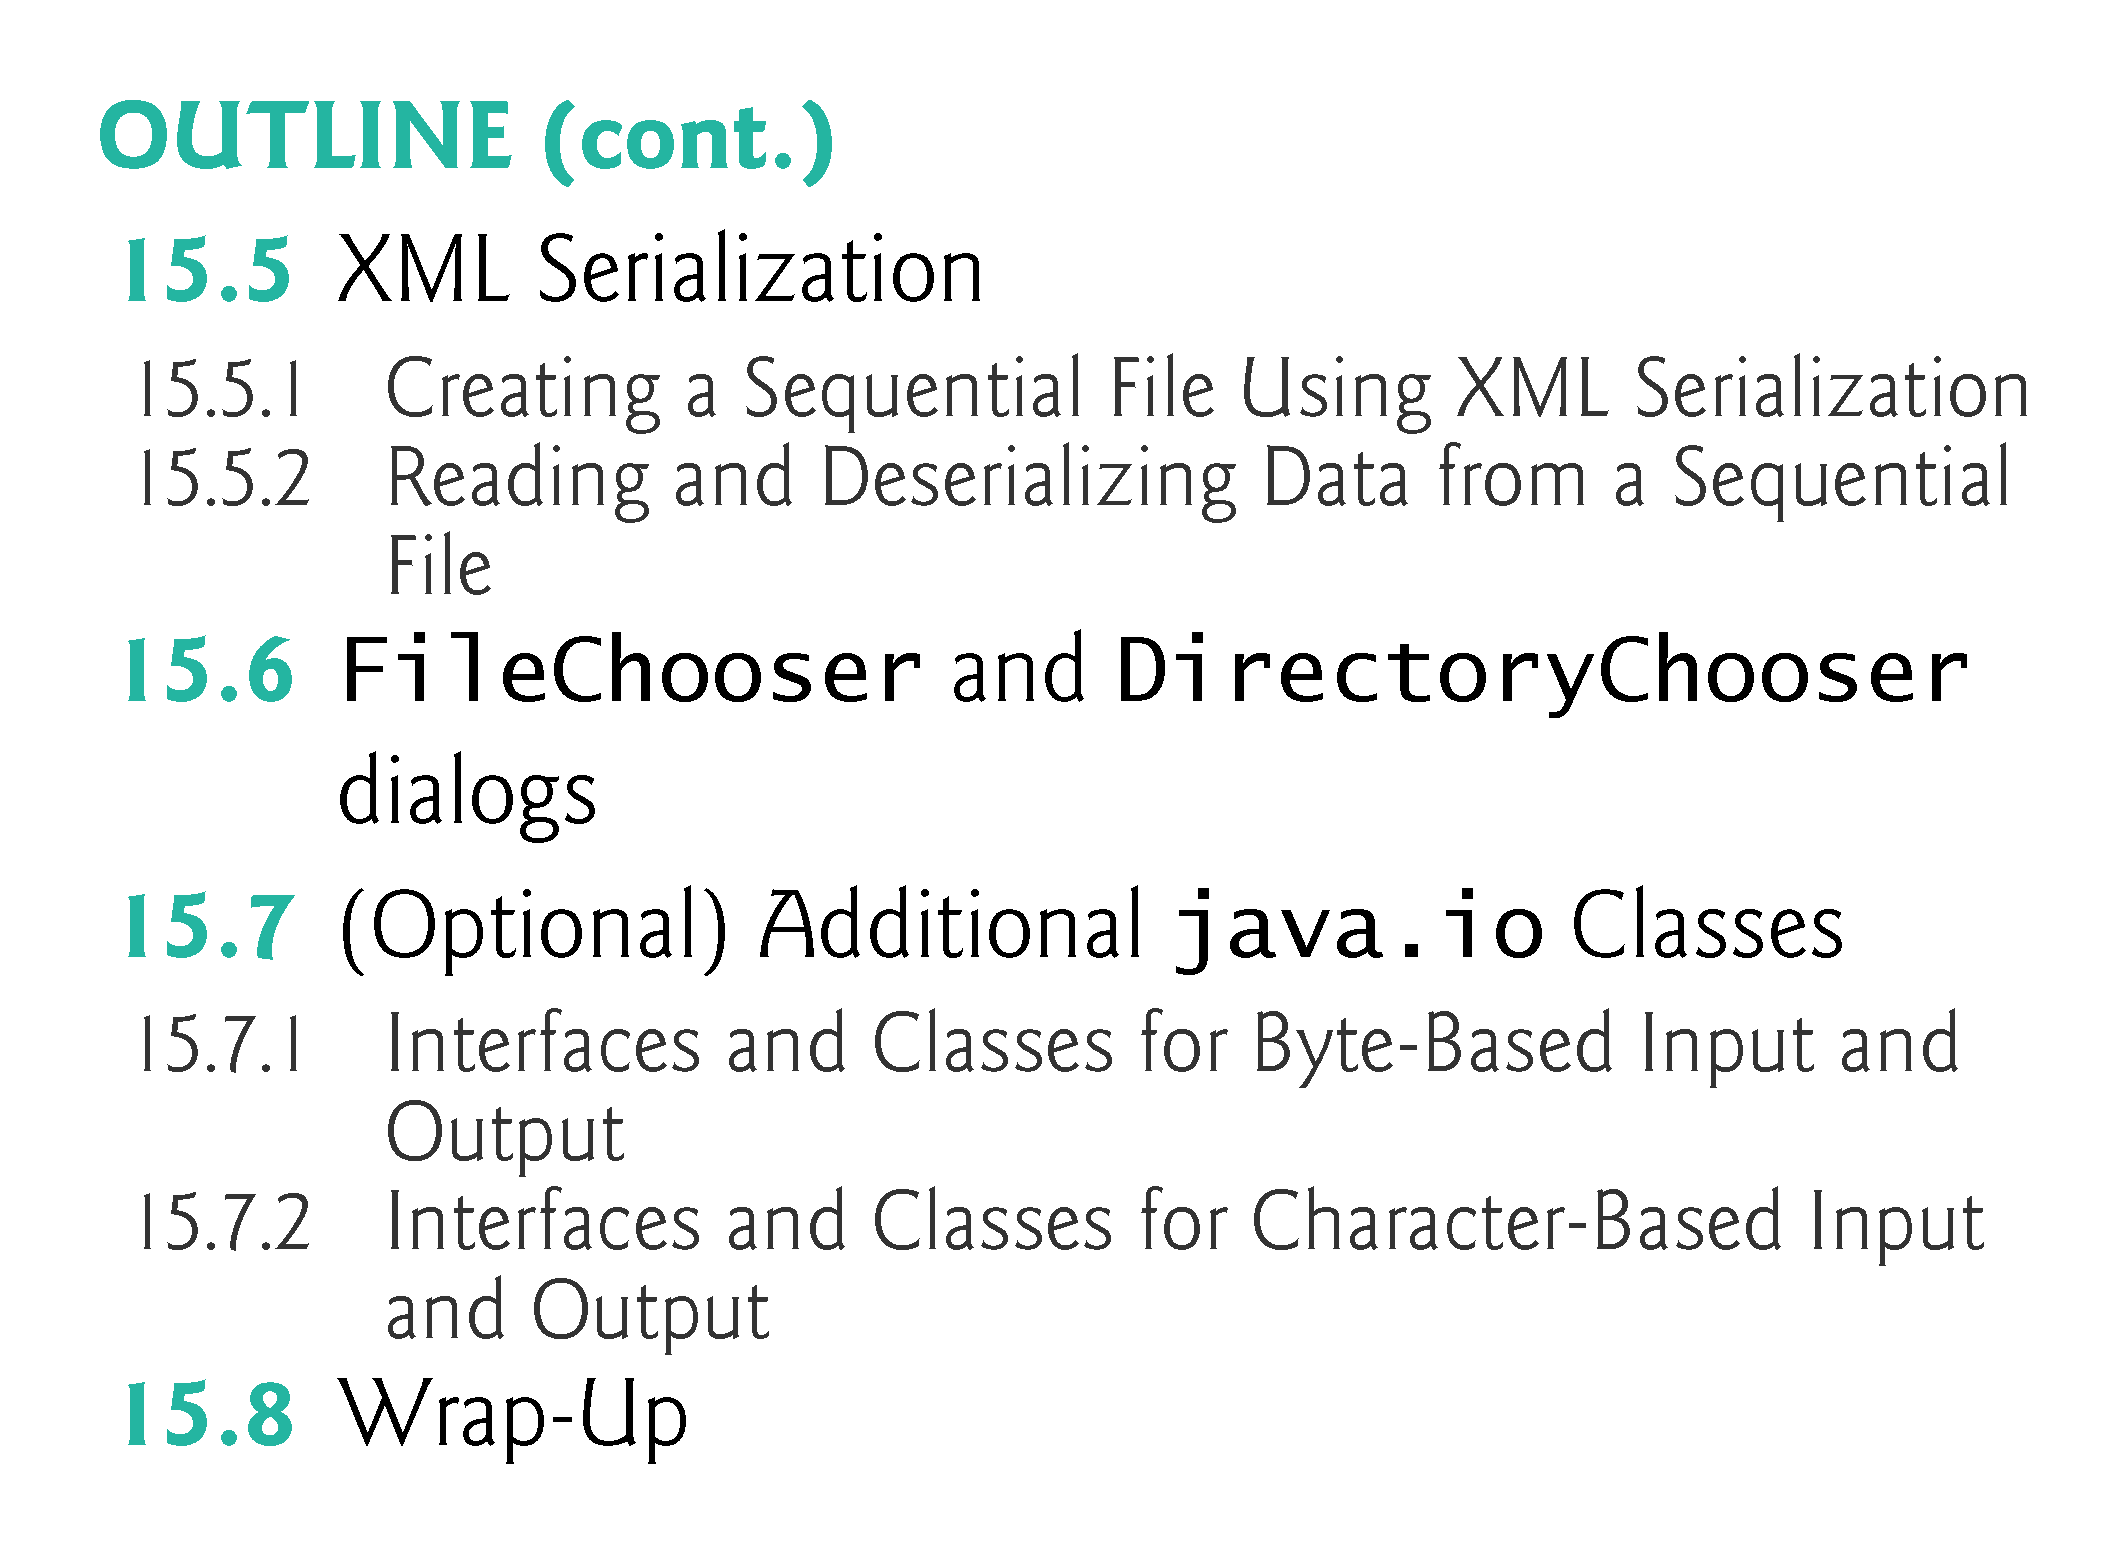 OUTLINE (cont.)
15.5 XML Serialization
15.5.1 Creating a Sequential File Using XML Serialization
15.5.2 Reading and Deserializing Data from a Sequential
File
15.6 FileChooser and DirectoryChooser
dialogs
15.7 (Optional) Additional java.io Classes
15.7.1 Interfaces and Classes for Byte-Based Input and
Output
15.7.2 Interfaces and Classes for Character-Based Input
and Output
15.8 Wrap-Up